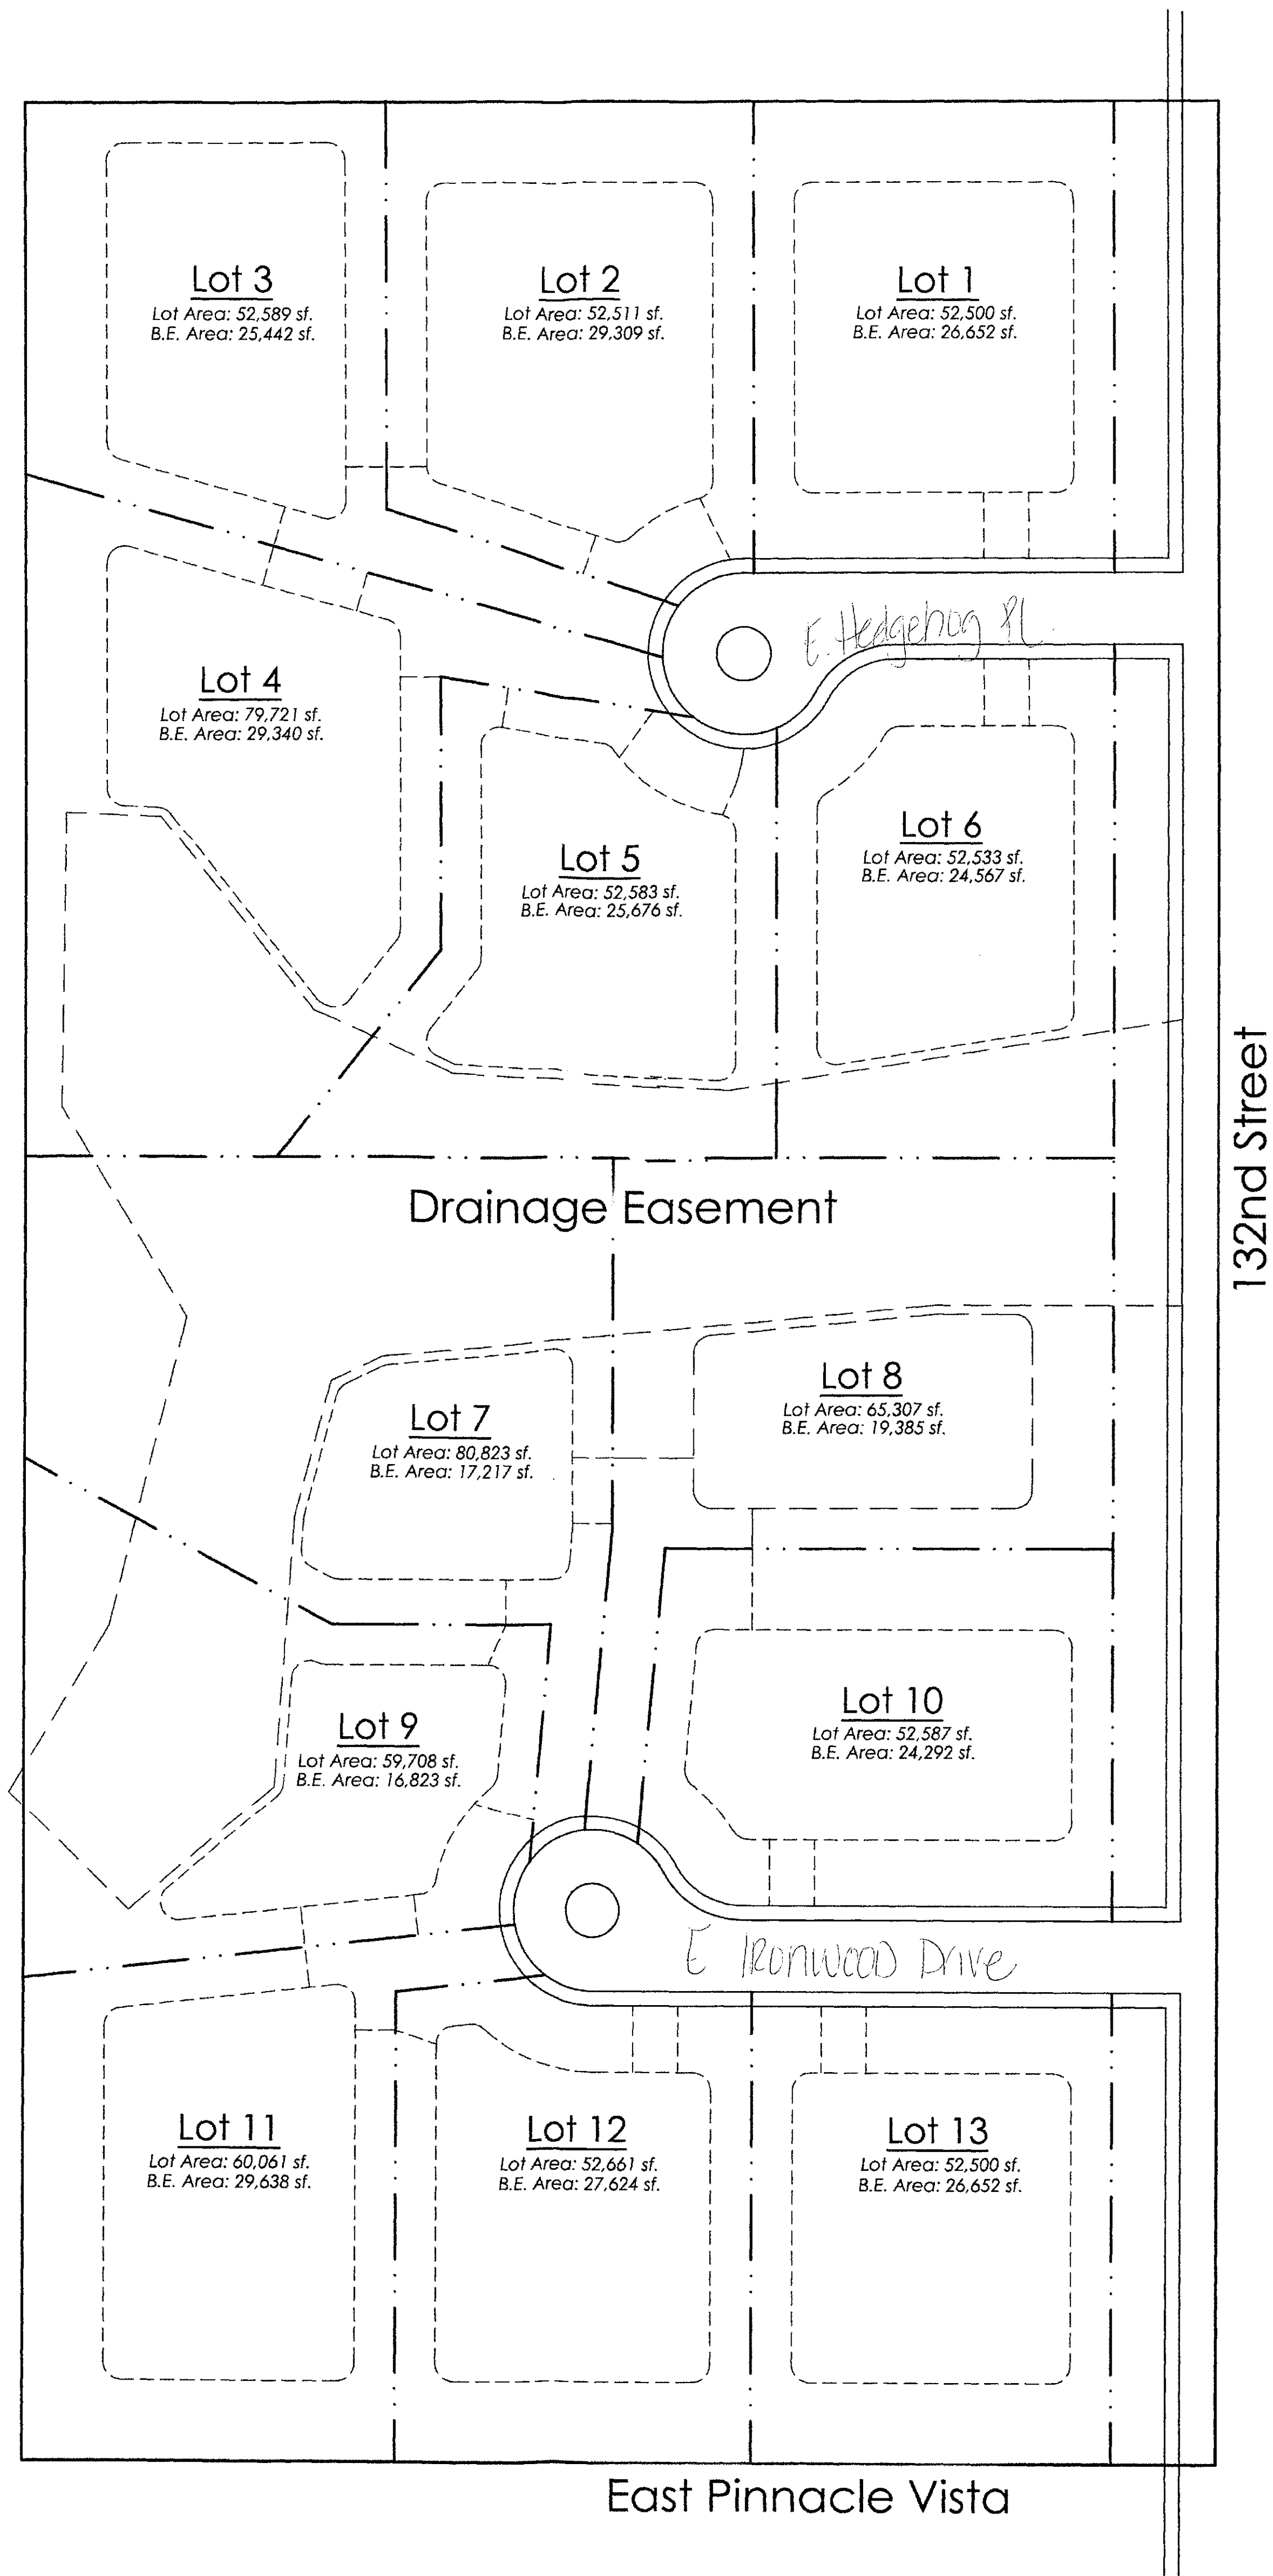 Lot 3
Lot Area: 52,589 sf.
B.E. Area: 25,442 sf.
Lot 2
Lot Area: 52,511 sf.
B.E. Area: 29,309 sf.
Lot 1
Lot Area: 52,500 sf.
B.E. Area: 26,652 sf.
E. Hedgehog Pl.
Lot 4
Lot Area: 79,721 sf.
B.E. Area: 29,340 sf.
Lot 5
Lot Area: 52,583 sf.
B.E. Area: 25,676 sf.
Lot 6
Lot Area: 52,533 sf.
B.E. Area: 24,567 sf.
132nd Street
Drainage Easement
Lot 7
Lot Area: 80,823 sf.
B.E. Area: 17,217 sf.
Lot 8
Lot Area: 65,307 sf.
B.E. Area: 19,385 sf.
Lot 9
Lot Area: 59,708 sf.
B.E. Area: 16,823 sf.
Lot 10
Lot Area: 52,587 sf.
B.E. Area: 24,292 sf.
E IRONWOOD Drive
Lot 11
Lot Area: 60,061 sf.
B.E. Area: 29,638 sf.
Lot 12
Lot Area: 52,661 sf.
B.E. Area: 27,624 sf.
Lot 13
Lot Area: 52,500 sf.
B.E. Area: 26,652 sf.
East Pinnacle Vista